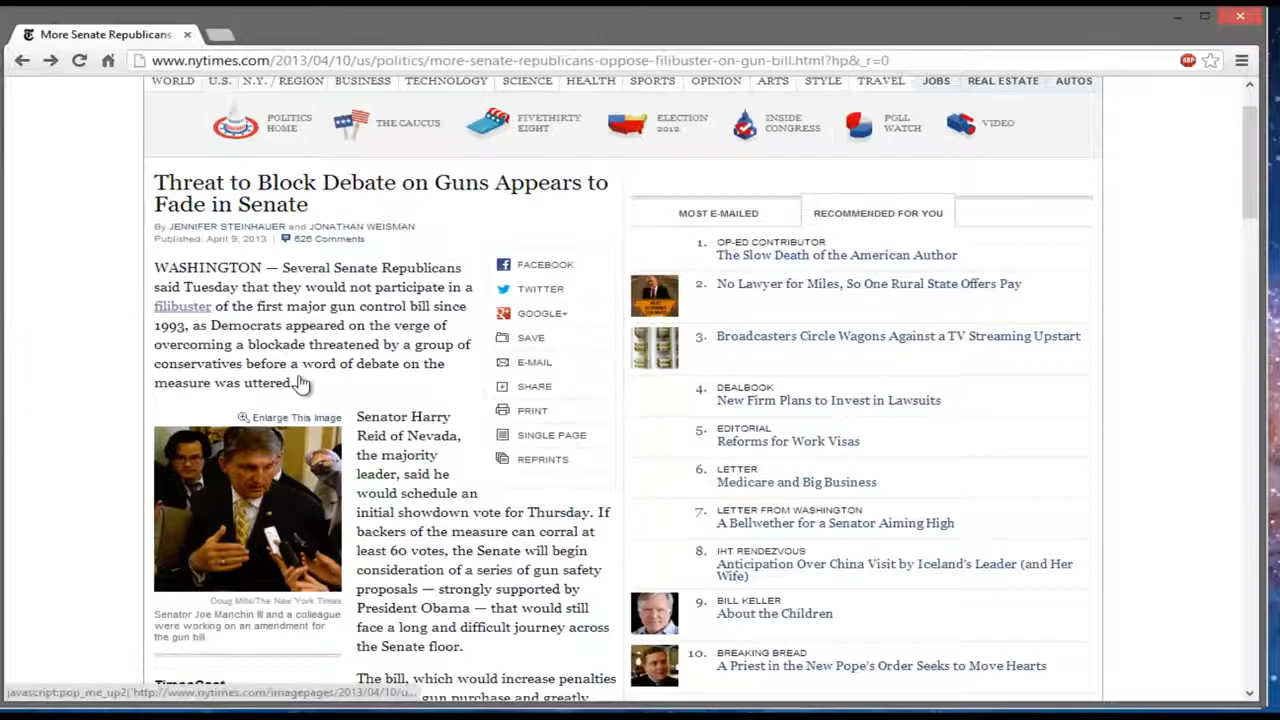 More Senate Republicans
www.nytimes.com/2013/04/10/us/politics/more-senate-republicans-oppose-filibuster-on-gun-bill.html?hp&_r=0
ABP
WORLD U.S. N.Y. / REGION BUSINESS TECHNOLOGY SCIENCE HEALTH SPORTS OPINION ARTS STYLE TRAVEL JOBS REAL ESTATE AUTOS
POLITICS
HOME
THE CAUCUS
FIVETHIRTY
EIGHT
ELECTION
2012
INSIDE
CONGRESS
POLL
WATCH
VIDEO
Threat to Block Debate on Guns Appears to
Fade in Senate
By JENNIFER STEINHAUER and JONATHAN WEISMAN
Published: April 9, 2013 | 626 Comments
WASHINGTON — Several Senate Republicans
said Tuesday that they would not participate in a
filibuster of the first major gun control bill since
1993, as Democrats appeared on the verge of
overcoming a blockade threatened by a group of
conservatives before a word of debate on the
measure was uttered.
FACEBOOK
TWITTER
GOOGLE+
SAVE
E-MAIL
SHARE
PRINT
SINGLE PAGE
REPRINTS
Enlarge This Image
Doug Mills/The New York Times
Senator Joe Manchin III and a colleague
were working on an amendment for
the gun bill.
TimesCast
Senator Harry
Reid of Nevada,
the majority
leader, said he
would schedule an
initial showdown vote for Thursday. If
backers of the measure can corral at
least 60 votes, the Senate will begin
consideration of a series of gun safety
proposals — strongly supported by
President Obama — that would still
face a long and difficult journey across
the Senate floor.
The bill, which would increase penalties
gun purchase and greatly
MOST E-MAILED
RECOMMENDED FOR YOU
1. OP-ED CONTRIBUTOR
The Slow Death of the American Author
2. No Lawyer for Miles, So One Rural State Offers Pay
3. Broadcasters Circle Wagons Against a TV Streaming Upstart
4. DEALBOOK
New Firm Plans to Invest in Lawsuits
5. EDITORIAL
Reforms for Work Visas
6. LETTER
Medicare and Big Business
7. LETTER FROM WASHINGTON
A Bellwether for a Senator Aiming High
8. IHT RENDEZVOUS
Anticipation Over China Visit by Iceland's Leader (and Her
Wife)
9. BILL KELLER
About the Children
10. BREAKING BREAD
A Priest in the New Pope's Order Seeks to Move Hearts
javascript:pop_me_up2('http://www.nytimes.com/imagepages/2013/04/10/u...